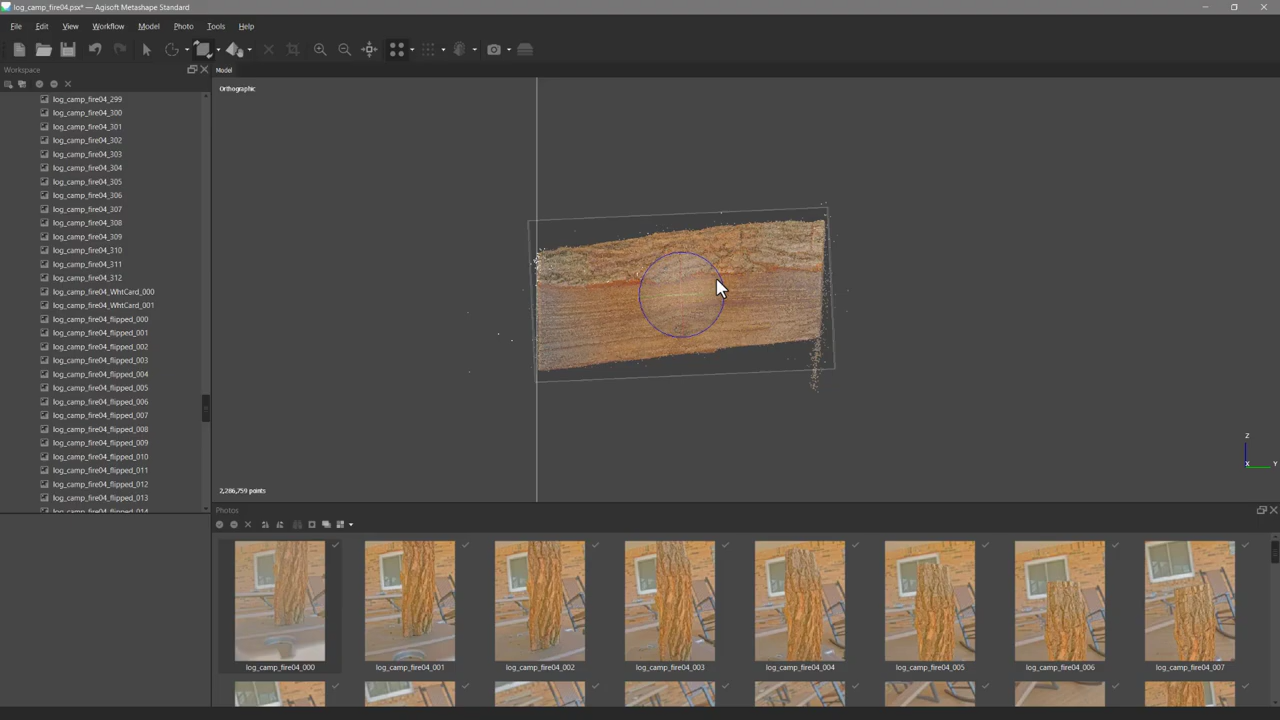 log_camp_fire04.psx* — Agisoft Metashape Standard
File Edit View Workflow Model Photo Tools Help
Workspace
Model
Orthographic
log_camp_fire04_299
log_camp_fire04_300
log_camp_fire04_301
log_camp_fire04_302
log_camp_fire04_303
log_camp_fire04_304
log_camp_fire04_305
log_camp_fire04_306
log_camp_fire04_307
log_camp_fire04_308
log_camp_fire04_309
log_camp_fire04_310
log_camp_fire04_311
log_camp_fire04_312
log_camp_fire04_WhtCard_000
log_camp_fire04_WhtCard_001
log_camp_fire04_flipped_000
log_camp_fire04_flipped_001
log_camp_fire04_flipped_002
log_camp_fire04_flipped_003
log_camp_fire04_flipped_004
log_camp_fire04_flipped_005
log_camp_fire04_flipped_006
log_camp_fire04_flipped_007
log_camp_fire04_flipped_008
log_camp_fire04_flipped_009
log_camp_fire04_flipped_010
log_camp_fire04_flipped_011
log_camp_fire04_flipped_012
log_camp_fire04_flipped_013
Z
X Y
2,286,759 points
Photos
log_camp_fire04_000
log_camp_fire04_001
log_camp_fire04_002
log_camp_fire04_003
log_camp_fire04_004
log_camp_fire04_005
log_camp_fire04_006
log_camp_fire04_007